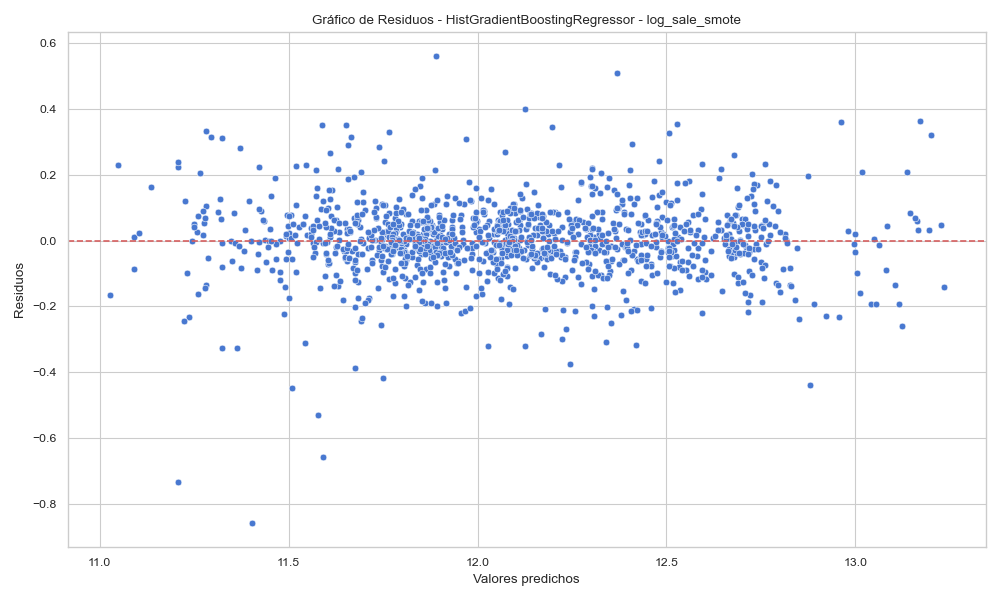 Gráfico de Residuos - HistGradientBoostingRegressor - log_sale_smote
0.6
0.4
0.2
0.0
−0.2
−0.4
−0.6
−0.8
Residuos
11.0 11.5 12.0 12.5 13.0
Valores predichos